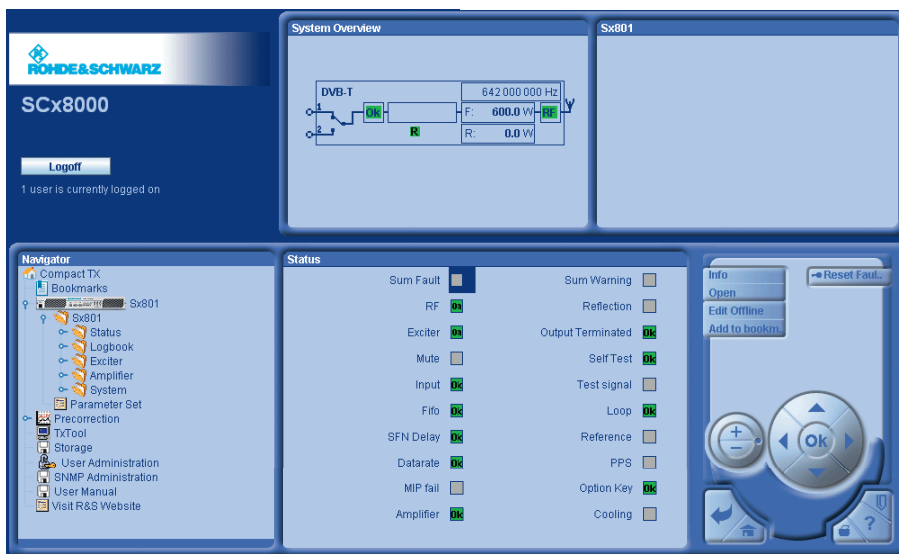 ROHDE&SCHWARZ
SCx8000
Logoff
1 user is currently logged on
System Overview
DVB-T
642 000 000 Hz
1
Ok
F: 600.0 W
RF
2
R
R: 0.0 W
Sx801
Navigator
Compact TX
Bookmarks
Sx801
Sx801
Status
Logbook
Exciter
Amplifier
System
Parameter Set
Precorrection
TxTool
Storage
User Administration
SNMP Administration
User Manual
Visit R&S Website
Status
Sum Fault
Sum Warning
RF On
Reflection
Exciter On
Output Terminated Ok
Mute
Self Test Ok
Input Ok
Test signal
Fifo Ok
Loop Ok
SFN Delay Ok
Reference
Datarate Ok
PPS
MIP fail
Option Key Ok
Amplifier Ok
Cooling
Info
Open
Edit Offline
Add to bookm..
Reset Faul..
+
−
Ok
?